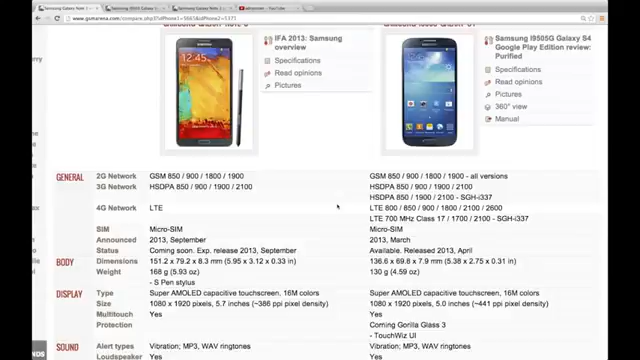 www.gsmarena.com/compare.php3?idPhone1=5665&idPhone2=5375
IFA 2013: Samsung
overview
Specifications
Read opinions
Pictures
Samsung I9505G Galaxy S4
Google Play Edition review:
Purified
Specifications
Read opinions
Pictures
360° view
Manual
GENERAL 2G Network GSM 850 / 900 / 1800 / 1900 GSM 850 / 900 / 1800 / 1900 - all versions
3G Network HSDPA 850 / 900 / 1900 / 2100 HSDPA 850 / 900 / 1900 / 2100
HSDPA 850 / 1900 / 2100 - SGH-i337
4G Network LTE LTE 800 / 850 / 900 / 1800 / 2100 / 2600
LTE 700 MHz Class 17 / 1700 / 2100 - SGH-i337
SIM Micro-SIM Micro-SIM
Announced 2013, September 2013, March
Status Coming soon. Exp. release 2013, September Available. Released 2013, April
BODY Dimensions 151.2 x 79.2 x 8.3 mm (5.95 x 3.12 x 0.33 in) 136.6 x 69.8 x 7.9 mm (5.38 x 2.75 x 0.31 in)
Weight 168 g (5.93 oz) 130 g (4.59 oz)
- S Pen stylus
DISPLAY Type Super AMOLED capacitive touchscreen, 16M colors Super AMOLED capacitive touchscreen, 16M colors
Size 1080 x 1920 pixels, 5.7 inches (~386 ppi pixel density) 1080 x 1920 pixels, 5.0 inches (~441 ppi pixel density)
Multitouch Yes Yes
Protection Corning Gorilla Glass 3
- TouchWiz UI
SOUND Alert types Vibration; MP3, WAV ringtones Vibration; MP3, WAV ringtones
Loudspeaker Yes Yes